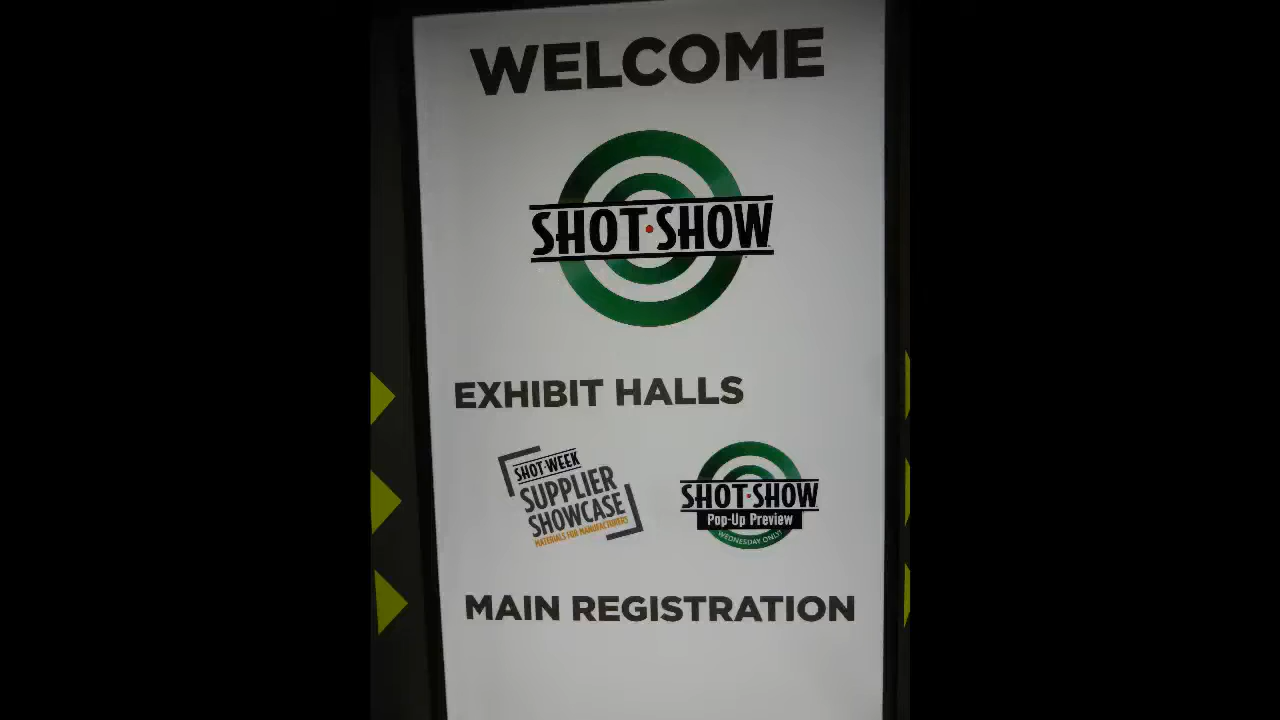 WELCOME
SHOT•SHOW
EXHIBIT HALLS
SHOT•WEEK
SUPPLIER
SHOWCASE
MATERIALS FOR MANUFACTURERS
SHOT•SHOW
Pop-Up Preview
WEDNESDAY ONLY!
MAIN REGISTRATION